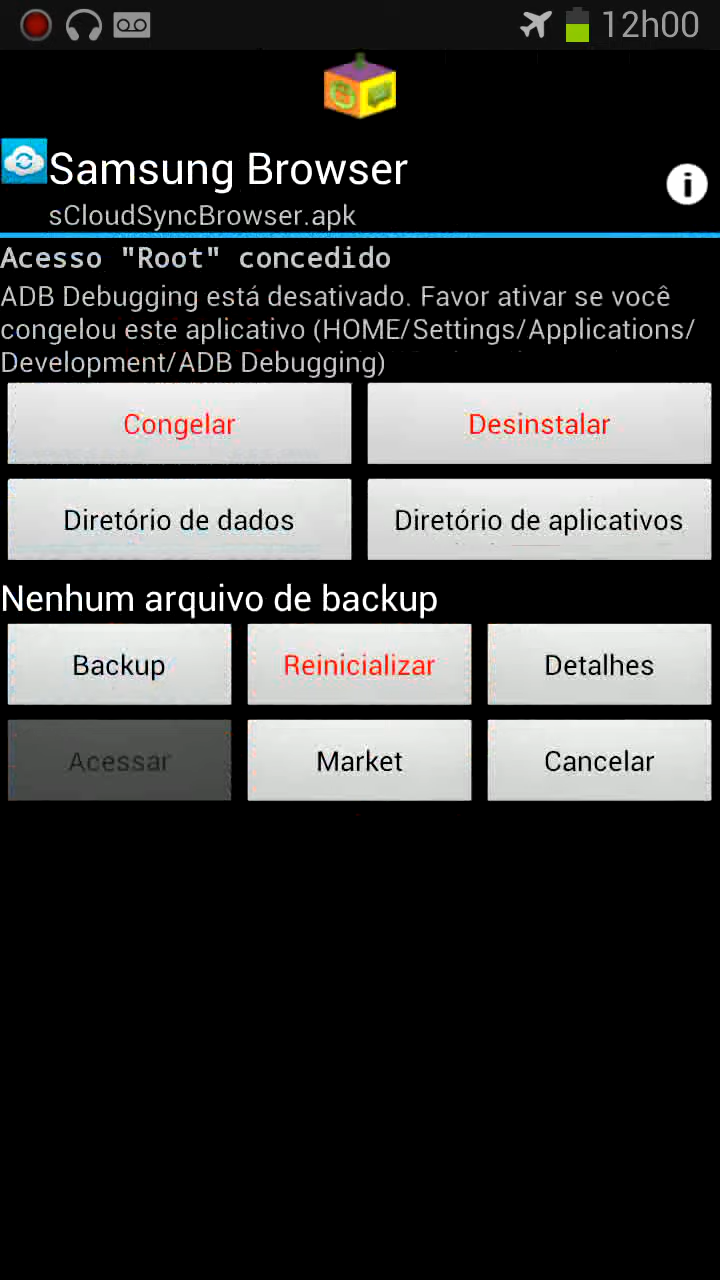 12h00
Samsung Browser
sCloudSyncBrowser.apk
Acesso "Root" concedido
ADB Debugging está desativado. Favor ativar se você
congelou este aplicativo (HOME/Settings/Applications/
Development/ADB Debugging)
Congelar
Desinstalar
Diretório de dados
Diretório de aplicativos
Nenhum arquivo de backup
Backup
Reinicializar
Detalhes
Acessar
Market
Cancelar